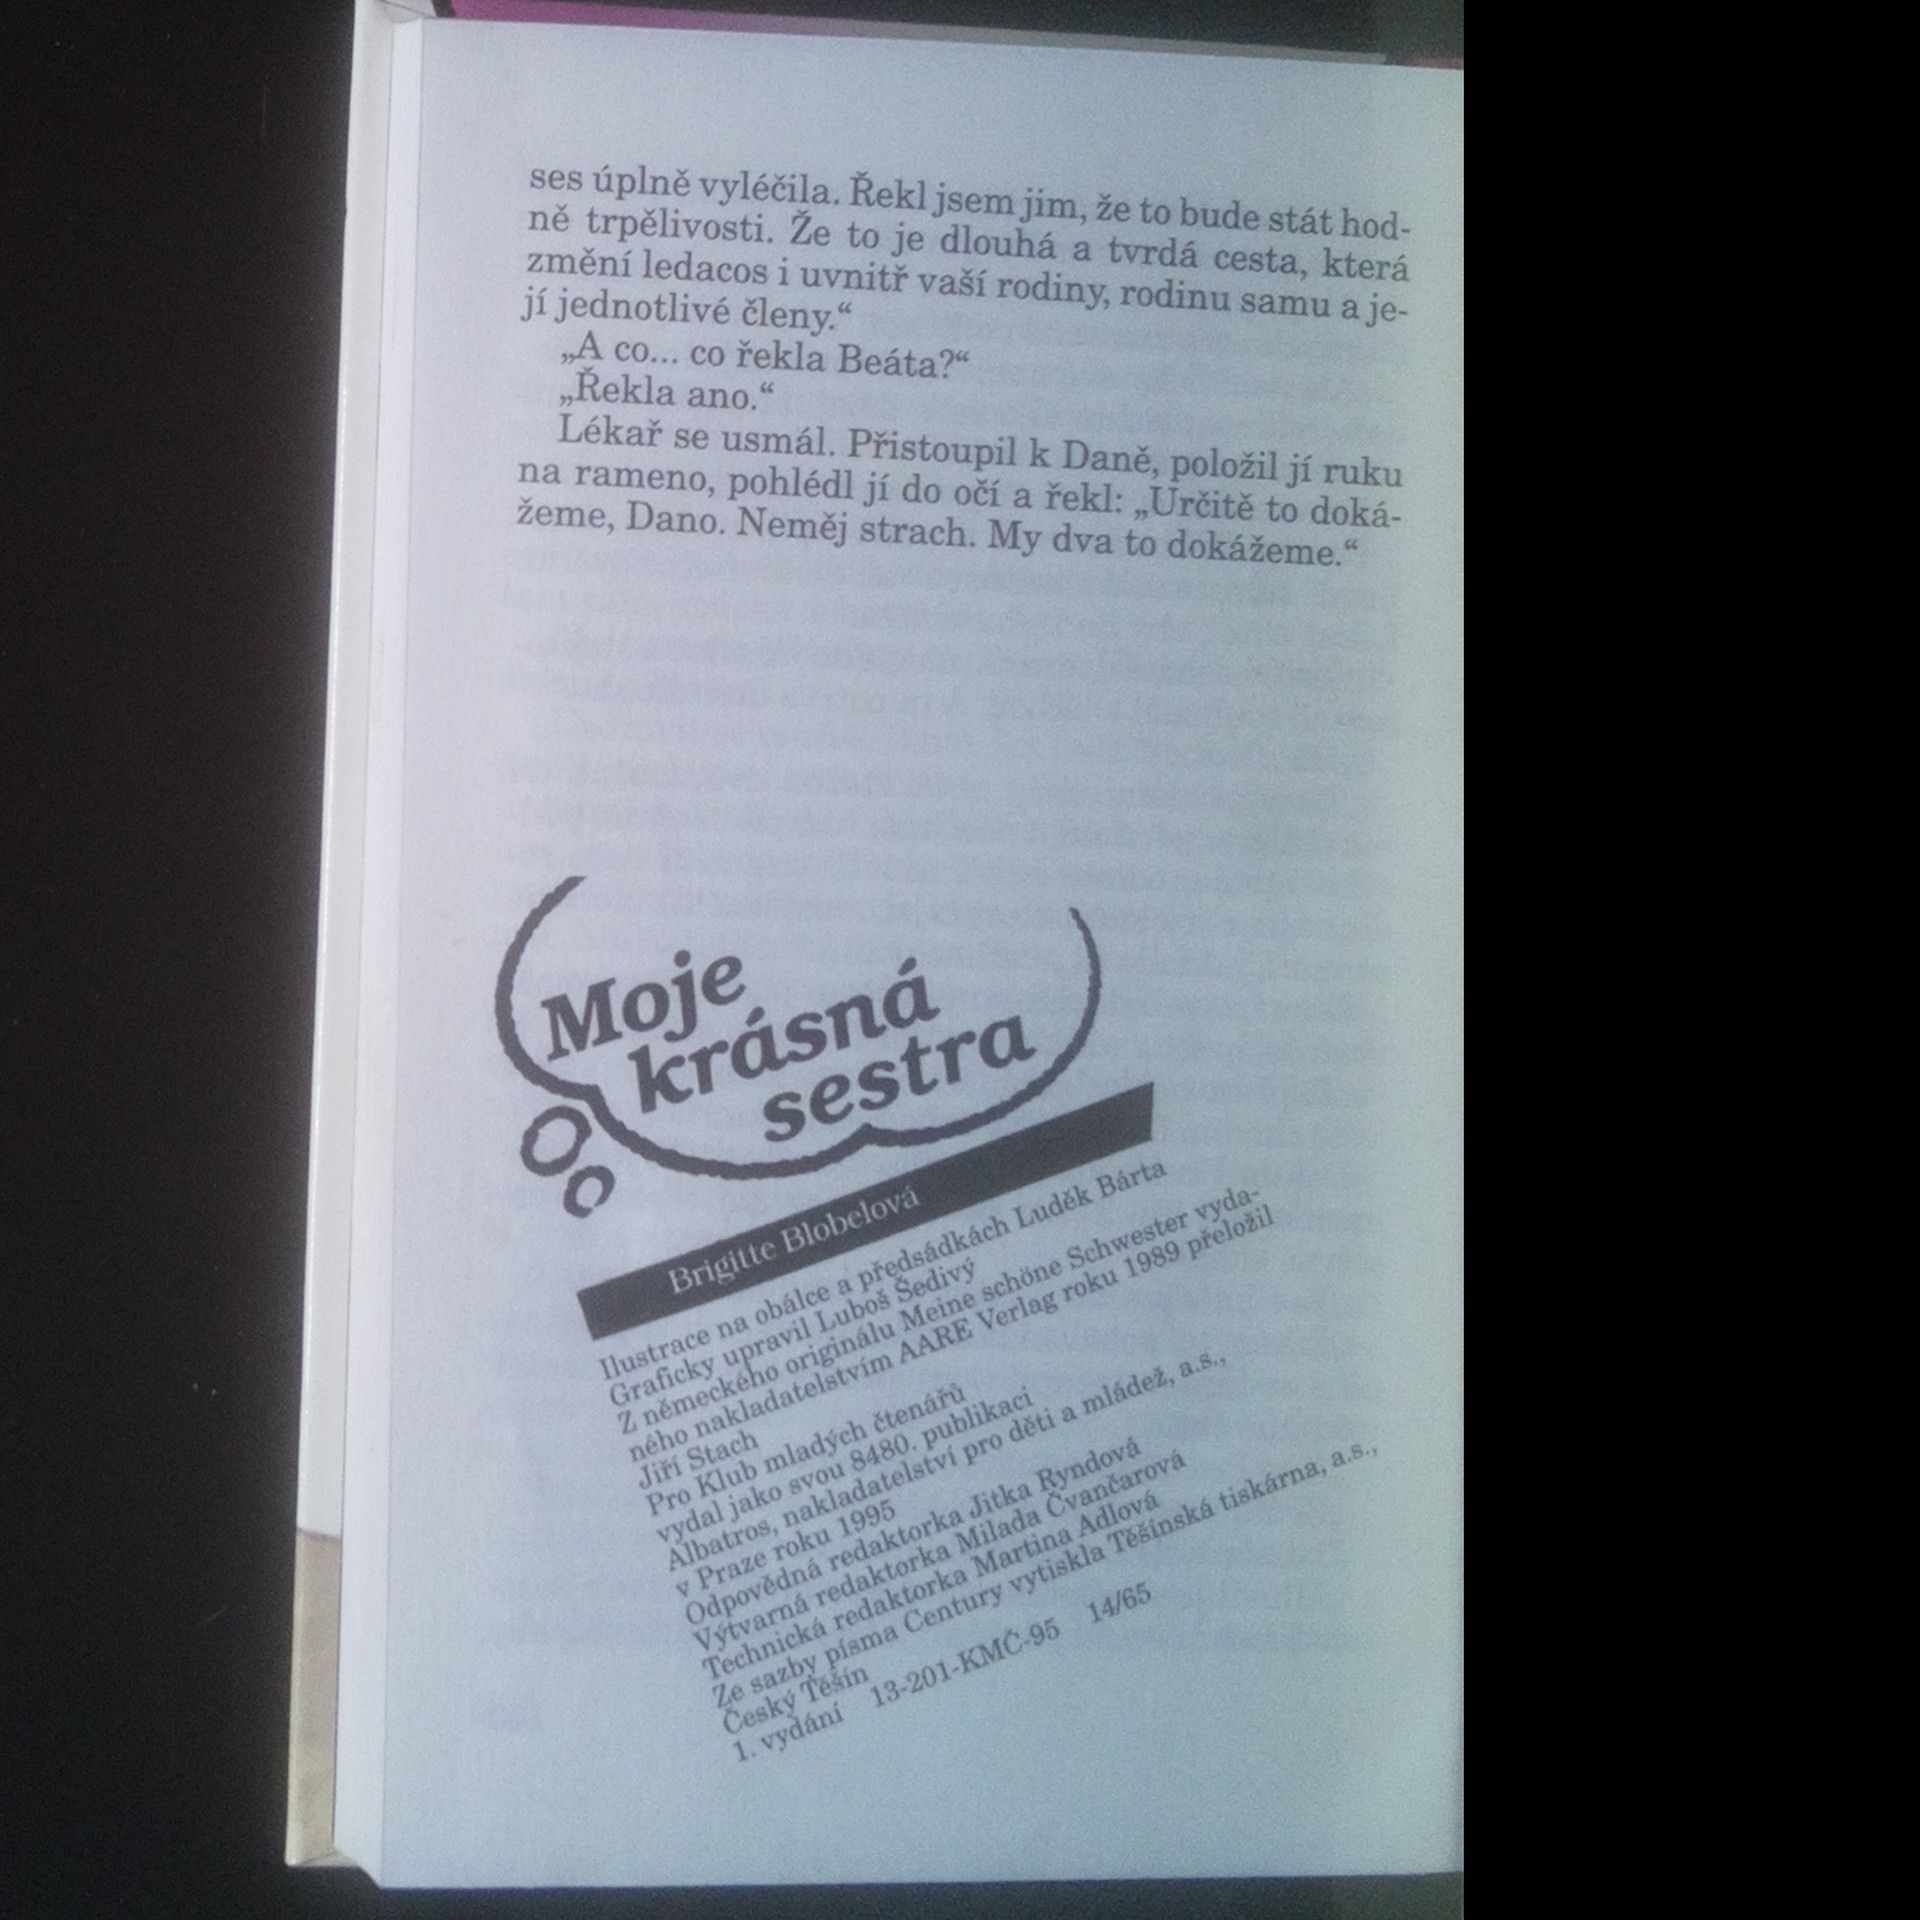 ses úplně vyléčila. Řekl jsem jim, že to bude stát hod-
ně trpělivosti. Že to je dlouhá a tvrdá cesta, která
změní ledacos i uvnitř vaší rodiny, rodinu samu a je-
jí jednotlivé členy.“
„A co... co řekla Beáta?“
„Řekla ano.“
Lékař se usmál. Přistoupil k Daně, položil jí ruku
na rameno, pohlédl jí do očí a řekl: „Určitě to doká-
žeme, Dano. Neměj strach. My dva to dokážeme.“
Moje
krásná
sestra
Brigitte Blobelová
Ilustrace na obálce a předsádkách Luděk Bárta
Graficky upravil Luboš Šedivý
Z německého originálu Meine schöne Schwester vyda-
ného nakladatelstvím AARE Verlag roku 1989 přeložil
Jiří Stach
Pro Klub mladých čtenářů
vydal jako svou 8480. publikaci
Albatros, nakladatelství pro děti a mládež, a.s.,
v Praze roku 1995
Odpovědná redaktorka Jitka Ryndová
Výtvarná redaktorka Milada Čvančarová
Technická redaktorka Martina Adlová
Ze sazby písma Century vytiskla Těšínská tiskárna, a.s.,
Český Těšín
1. vydání 13-201-KMČ-95 14/65